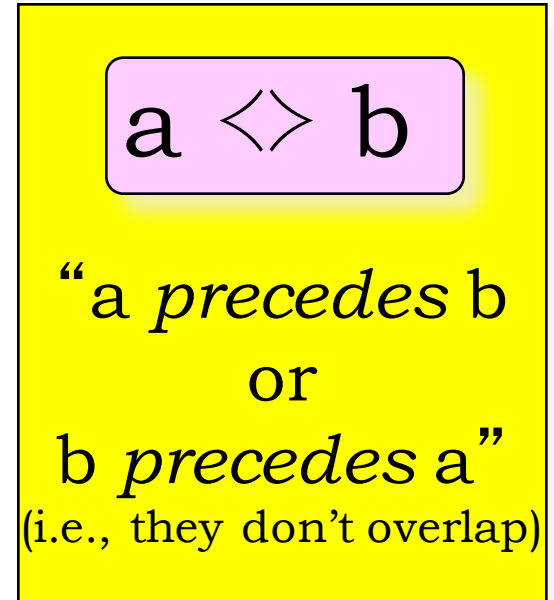 a ≺≻ b
“a precedes b
or
b precedes a”
(i.e., they don’t overlap)